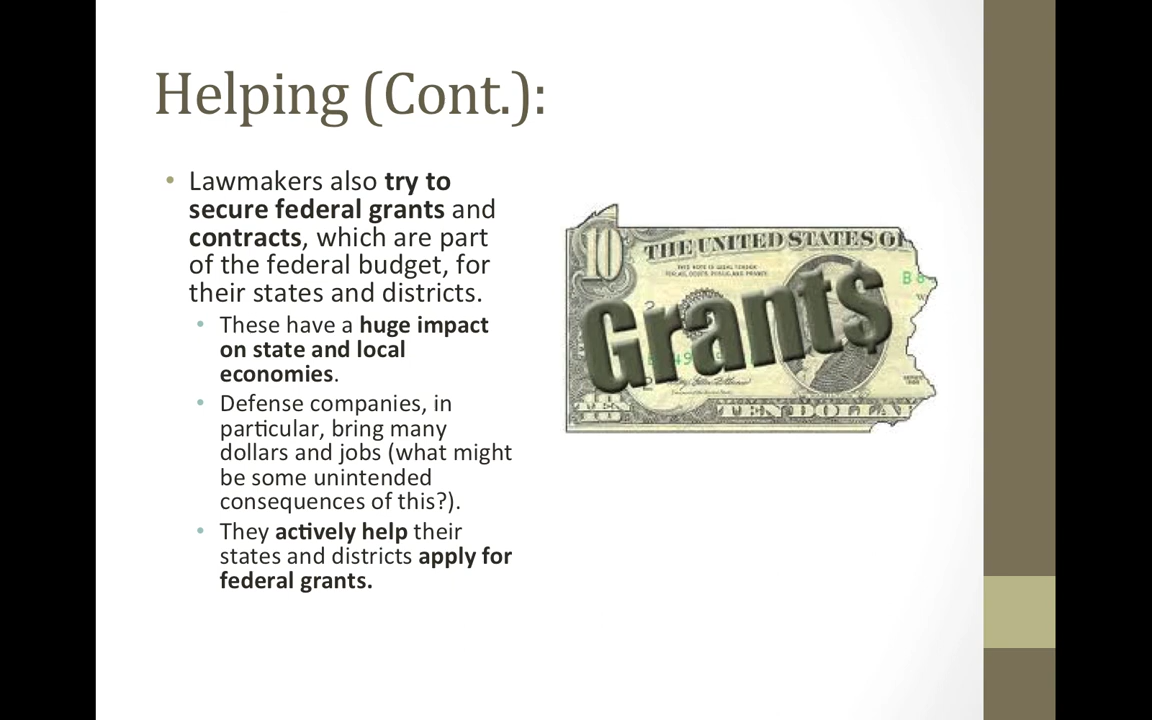 Helping (Cont.):
• Lawmakers also try to
secure federal grants and
contracts, which are part
of the federal budget, for
their states and districts.
• These have a huge impact
on state and local
economies.
• Defense companies, in
particular, bring many
dollars and jobs (what might
be some unintended
consequences of this?).
• They actively help their
states and districts apply for
federal grants.
10
THE UNITED STATES OF
Grant$
TEN
TEN DOLLAR